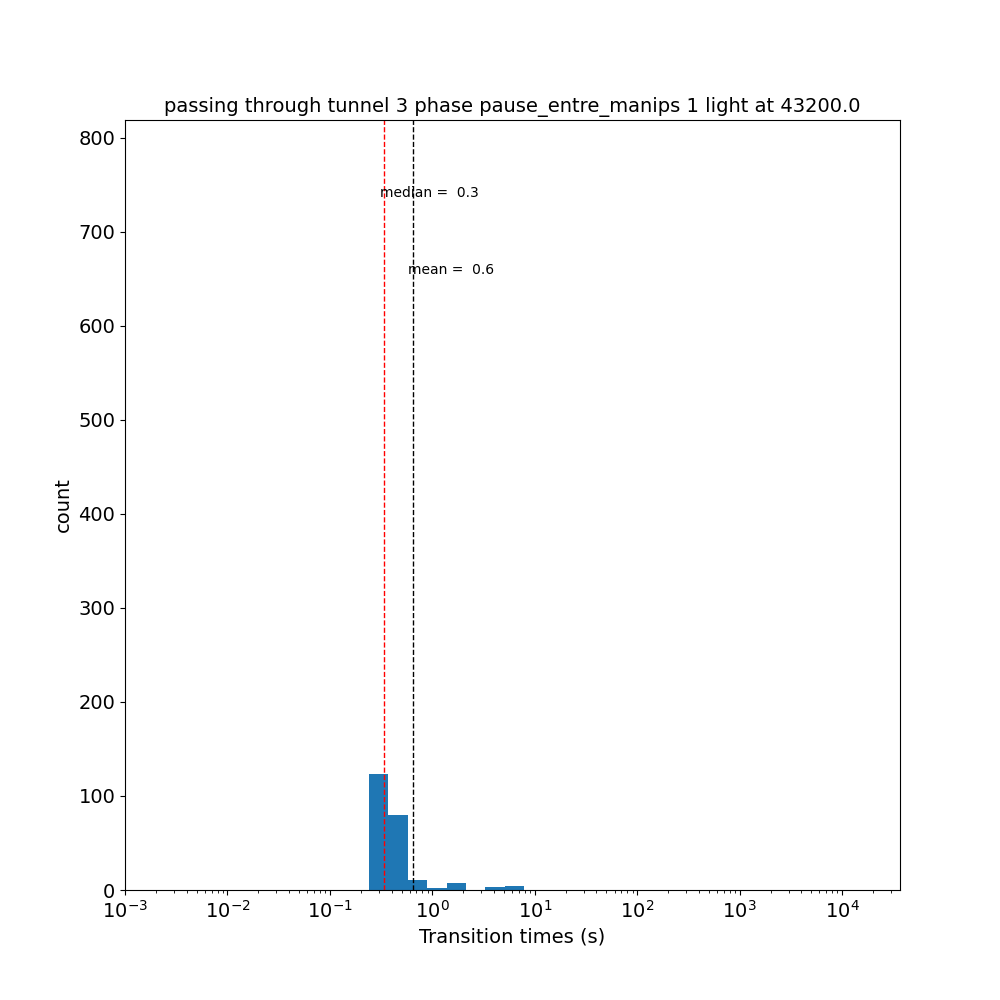 passing through tunnel 3 phase pause_entre_manips 1 light at 43200.0
800
median =  0.3
700
mean =  0.6
600
500
count
400
300
200
100
0
10⁻³ 10⁻² 10⁻¹ 10⁰ 10¹ 10² 10³ 10⁴
Transition times (s)